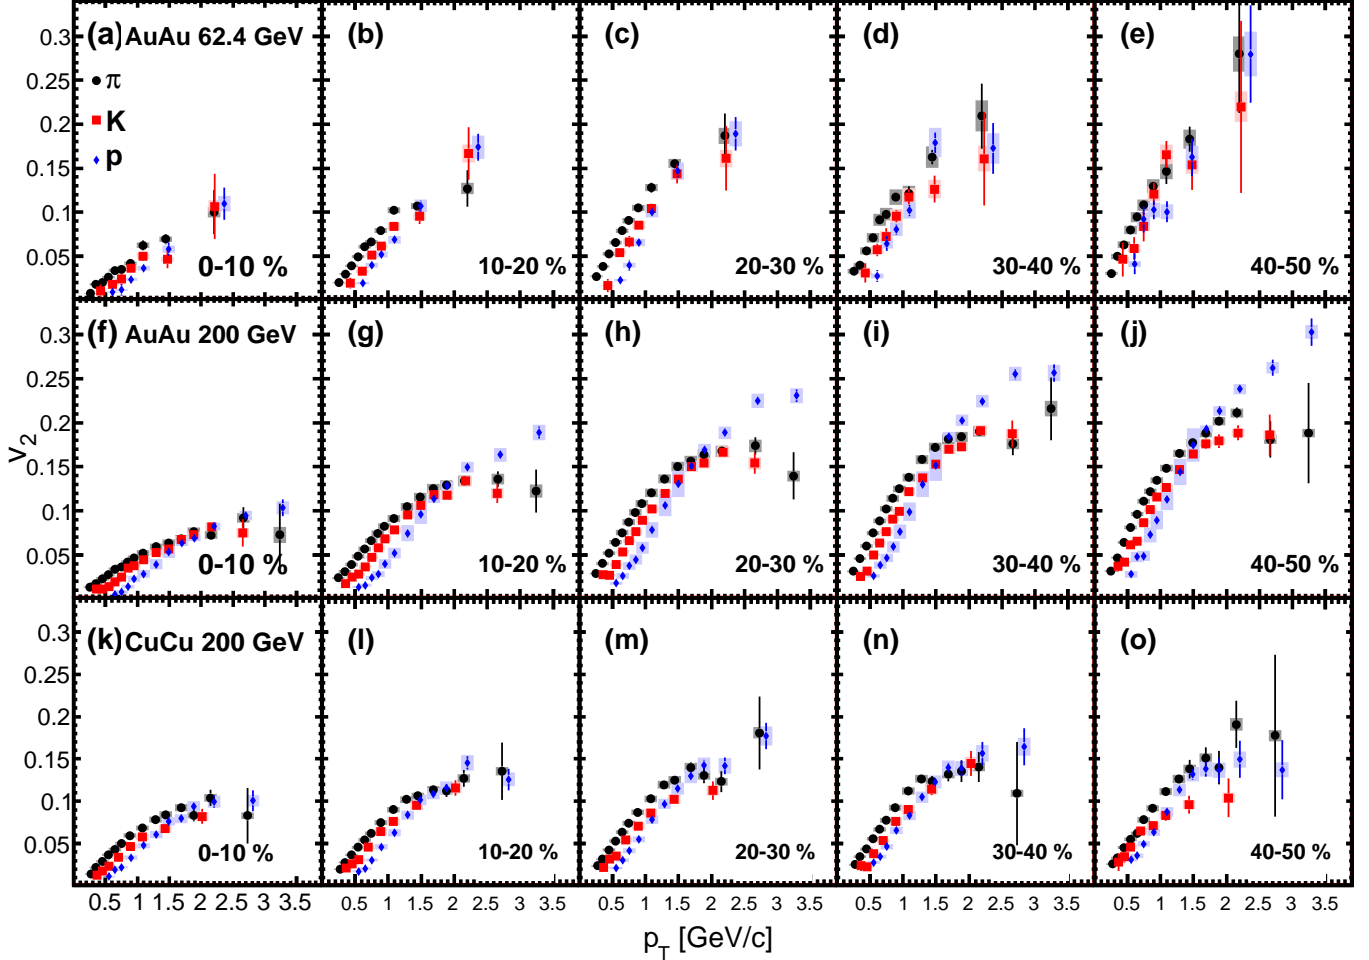 (a) AuAu 62.4 GeV
(b)
(c)
(d)
(e)
π
K
p
0.3
0.25
0.2
0.15
0.1
0.05
0-10 %
10-20 %
20-30 %
30-40 %
40-50 %
(f) AuAu 200 GeV
(g)
(h)
(i)
(j)
0.3
0.25
0.2
0.15
0.1
0.05
v2
0-10 %
10-20 %
20-30 %
30-40 %
40-50 %
(k) CuCu 200 GeV
(l)
(m)
(n)
(o)
0.3
0.25
0.2
0.15
0.1
0.05
0-10 %
10-20 %
20-30 %
30-40 %
40-50 %
0.5 1 1.5 2 2.5 3 3.5
0.5 1 1.5 2 2.5 3 3.5
0.5 1 1.5 2 2.5 3 3.5
0.5 1 1.5 2 2.5 3 3.5
0.5 1 1.5 2 2.5 3 3.5
pT [GeV/c]